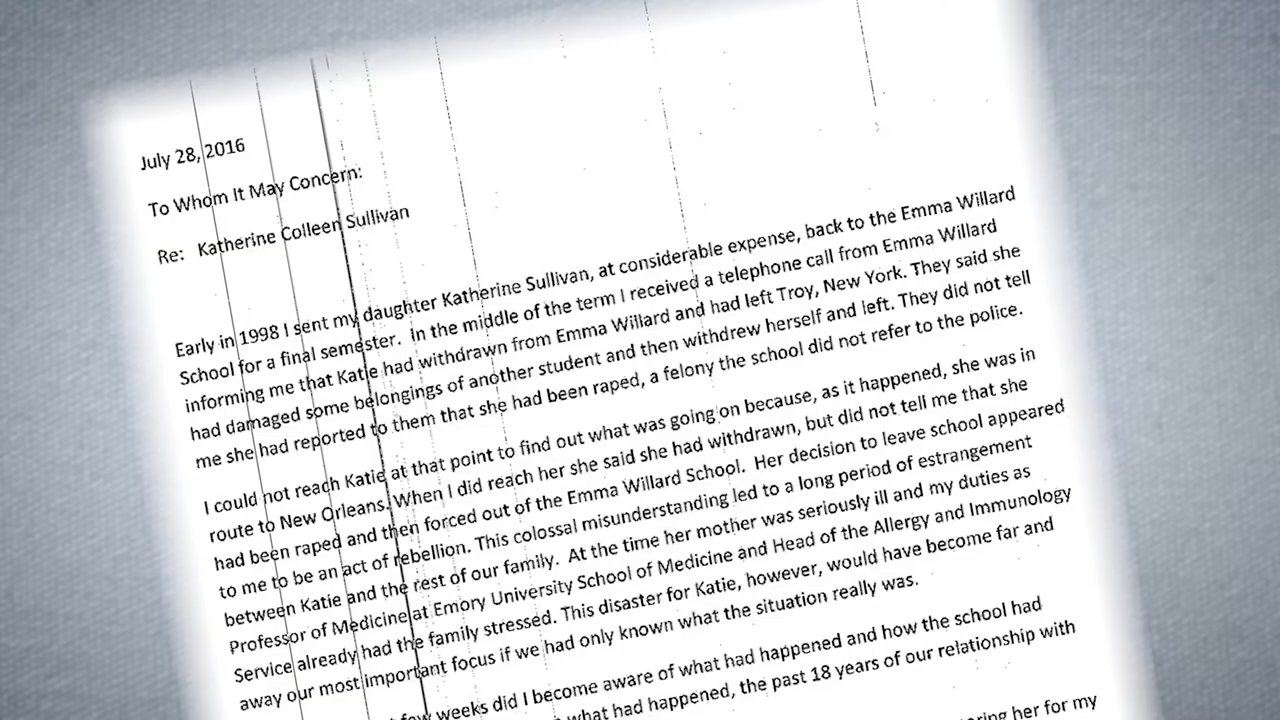 July 28, 2016
To Whom It May Concern:
Re: Katherine Colleen Sullivan
Early in 1998 I sent my daughter Katherine Sullivan, at considerable expense, back to the Emma Willard
School for a final semester. in the middle of the term I received a telephone call from Emma Willard
informing me that Katie had withdrawn from Emma Willard and had left Troy, New York. They said she
had damaged some belongings of another student and then withdrew herself and left. They did not tell
me she had reported to them that she had been raped, a felony the school did not refer to the police.
I could not reach Katie at that point to find out what was going on because, as it happened, she was in
route to New Orleans. When I did reach her she said she had withdrawn, but did not tell me that she
had been raped and then forced out of the Emma Willard School. Her decision to leave school appeared
to me to be an act of rebellion. This colossal misunderstanding led to a long period of estrangement
between Katie and the rest of our family. At the time her mother was seriously ill and my duties as
Professor of Medicine at Emory University School of Medicine and Head of the Allergy and Immunology
Service already had the family stressed. This disaster for Katie, however, would have become far and
away our most important focus if we had only known what the situation really was.
few weeks did I become aware of what had happened and how the school had
what had happened, the past 18 years of our relationship with
her for my